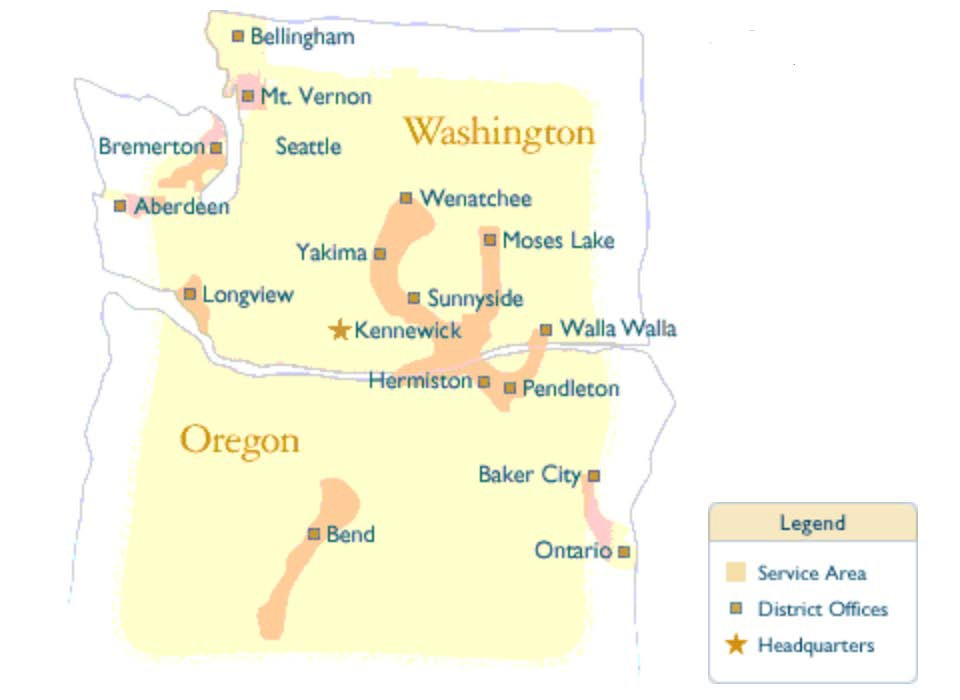 Bellingham
Mt. Vernon
Washington
Bremerton
Seattle
Wenatchee
Aberdeen
Moses Lake
Yakima
Longview
Sunnyside
Kennewick
Walla Walla
Hermiston
Pendleton
Oregon
Baker City
Bend
Ontario
Legend
Service Area
District Offices
Headquarters